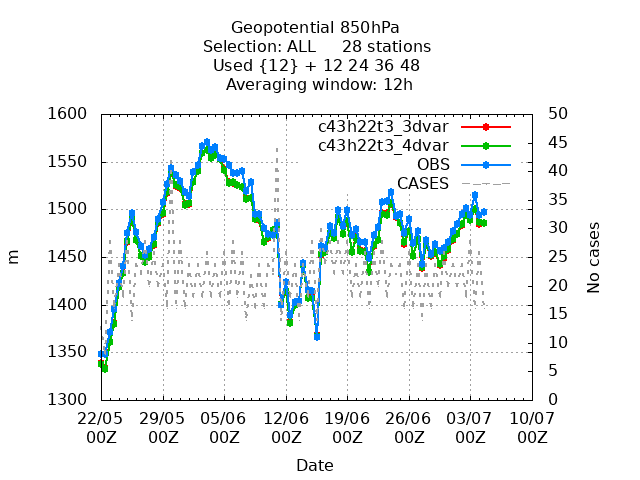 Geopotential 850hPa
Selection: ALL 28 stations
Used {12} + 12 24 36 48
Averaging window: 12h
c43h22t3_3dvar
c43h22t3_4dvar
OBS
CASES
m
1600
1550
1500
1450
1400
1350
1300
No cases
50
45
40
35
30
25
20
15
10
5
0
22/05 29/05 05/06 12/06 19/06 26/06 03/07 10/07
00Z 00Z 00Z 00Z 00Z 00Z 00Z 00Z
Date